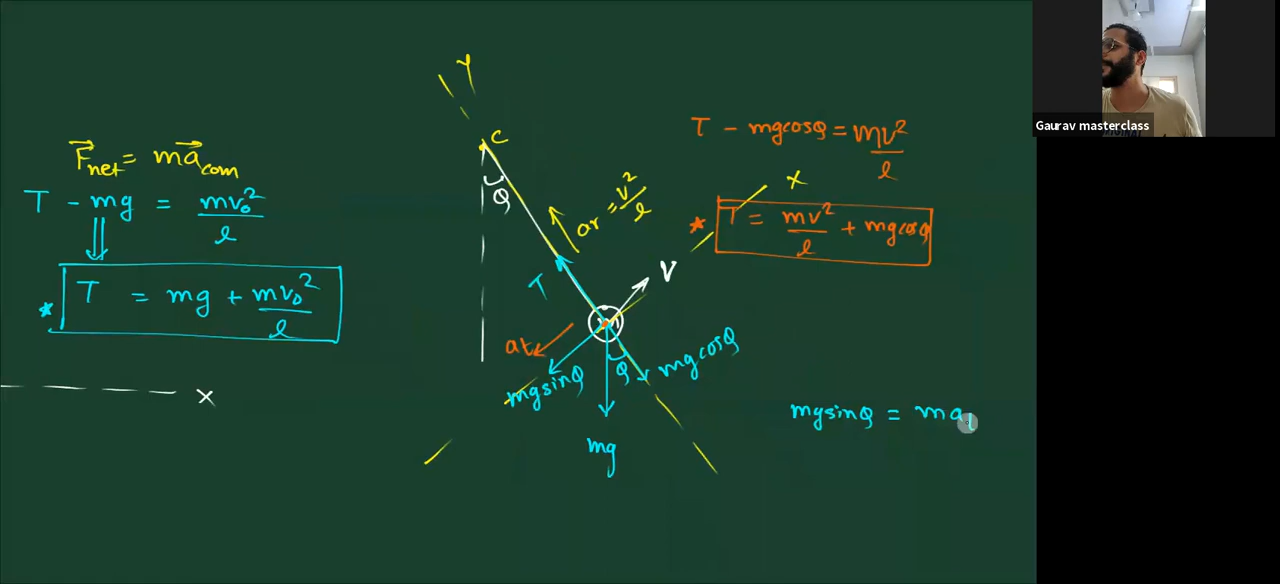 F⃗net = ma⃗com
T - mg = mv₀²/l
* T = mg + mv₀²/l
x
Y
C
θ
ar = v²/l
T
V
m
at
mgsinθ
θ
mgcosθ
mg
T - mgcosθ = mv²/l
x
* T = mv²/l + mgcosθ
mgsinθ = ma
Gaurav masterclass